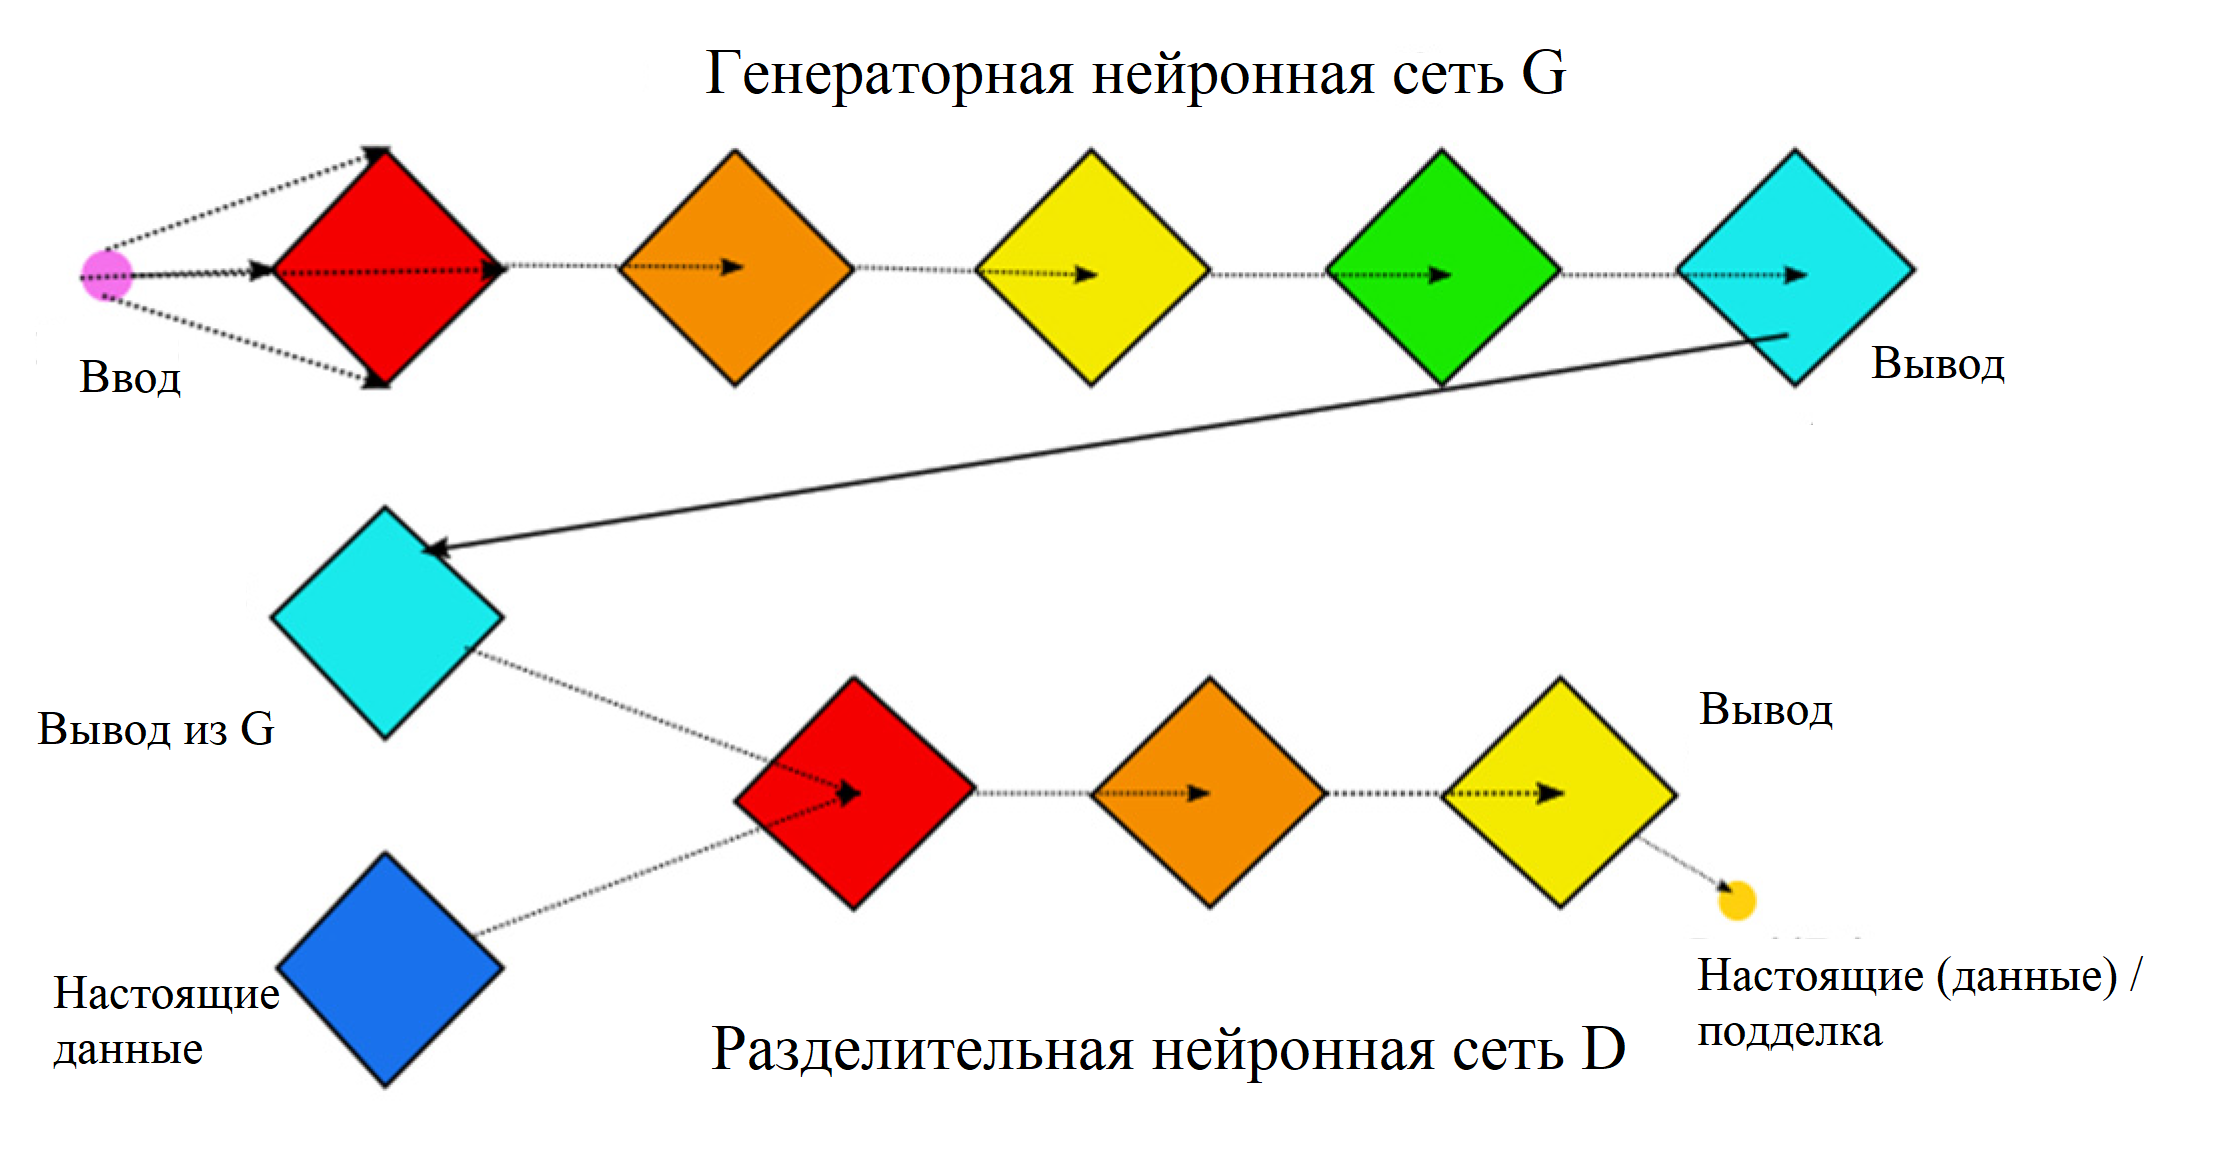 Генераторная нейронная сеть G
Ввод
Вывод
Вывод из G
Вывод
Настоящие
данные
Настоящие (данные) /
подделка
Разделительная нейронная сеть D